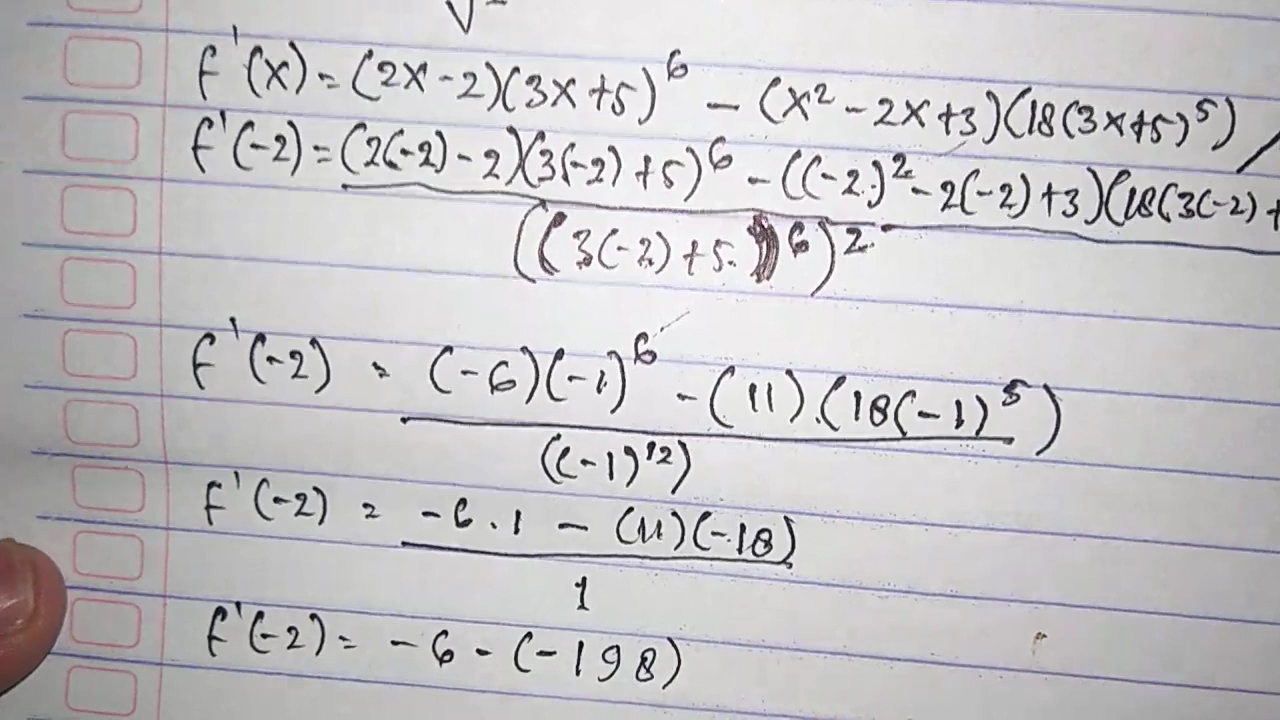 f'(x) = (2x - 2)(3x + 5)^6 - (x² - 2x + 3)(18(3x + 5)^5) /
f'(-2) = (2(-2) - 2)(3(-2) + 5)^6 - ((-2)² - 2(-2) + 3)(18(3(-2) +
((3(-2) + 5)^6)^2
f'(-2) = (-6)(-1)^6 - (11).(18(-1)^5)
((-1)^12)
f'(-2) = -6 . 1 - (11)(-18)
1
f'(-2) = -6 - (-198)